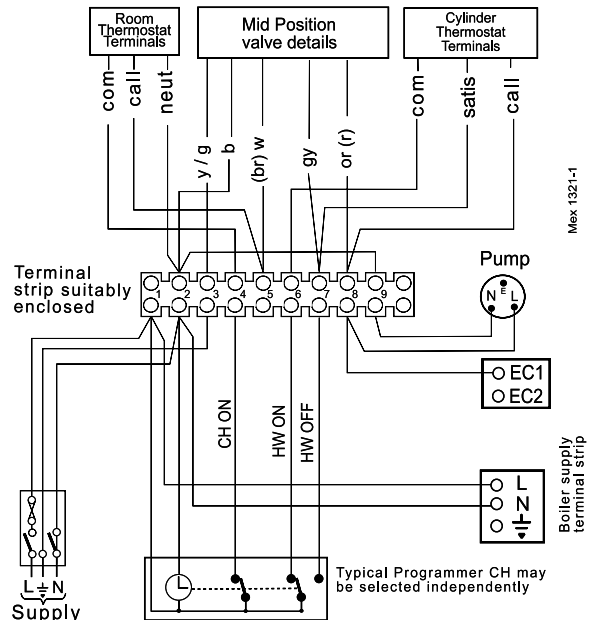 Room
Thermostat
Terminals
Mid Position
valve details
Cylinder
Thermostat
Terminals
com
call
neut
y / g
b
(br) w
gy
or (r)
com
satis
call
Mex 1321-1
Terminal
strip suitably
enclosed
1 2 3 4 5 6 7 8 9
Pump
N E L
EC1
EC2
CH ON
HW ON
HW OFF
L
N
Boiler supply
terminal strip
L N
Supply
Typical Programmer CH may
be selected independently